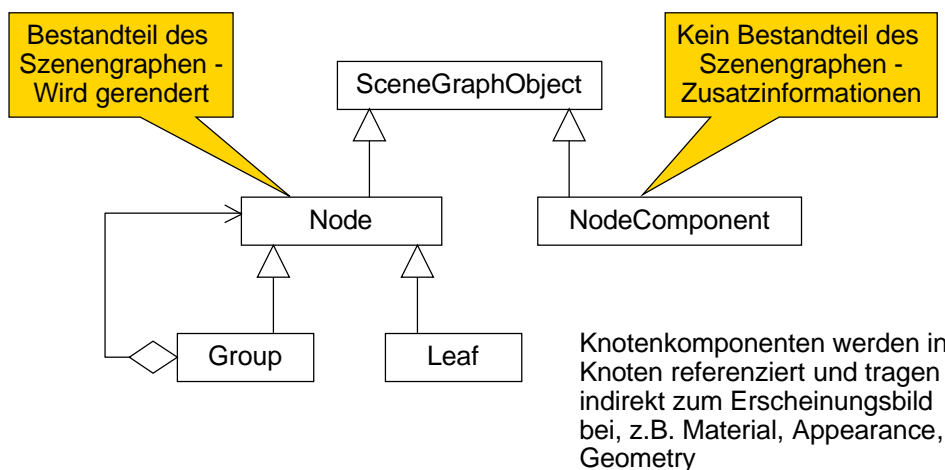 Bestandteil des
Szenengraphen -
Wird gerendert
Kein Bestandteil des
Szenengraphen -
Zusatzinformationen
SceneGraphObject
Node
NodeComponent
Group
Leaf
Knotenkomponenten werden in
Knoten referenziert und tragen
indirekt zum Erscheinungsbild
bei, z.B. Material, Appearance,
Geometry